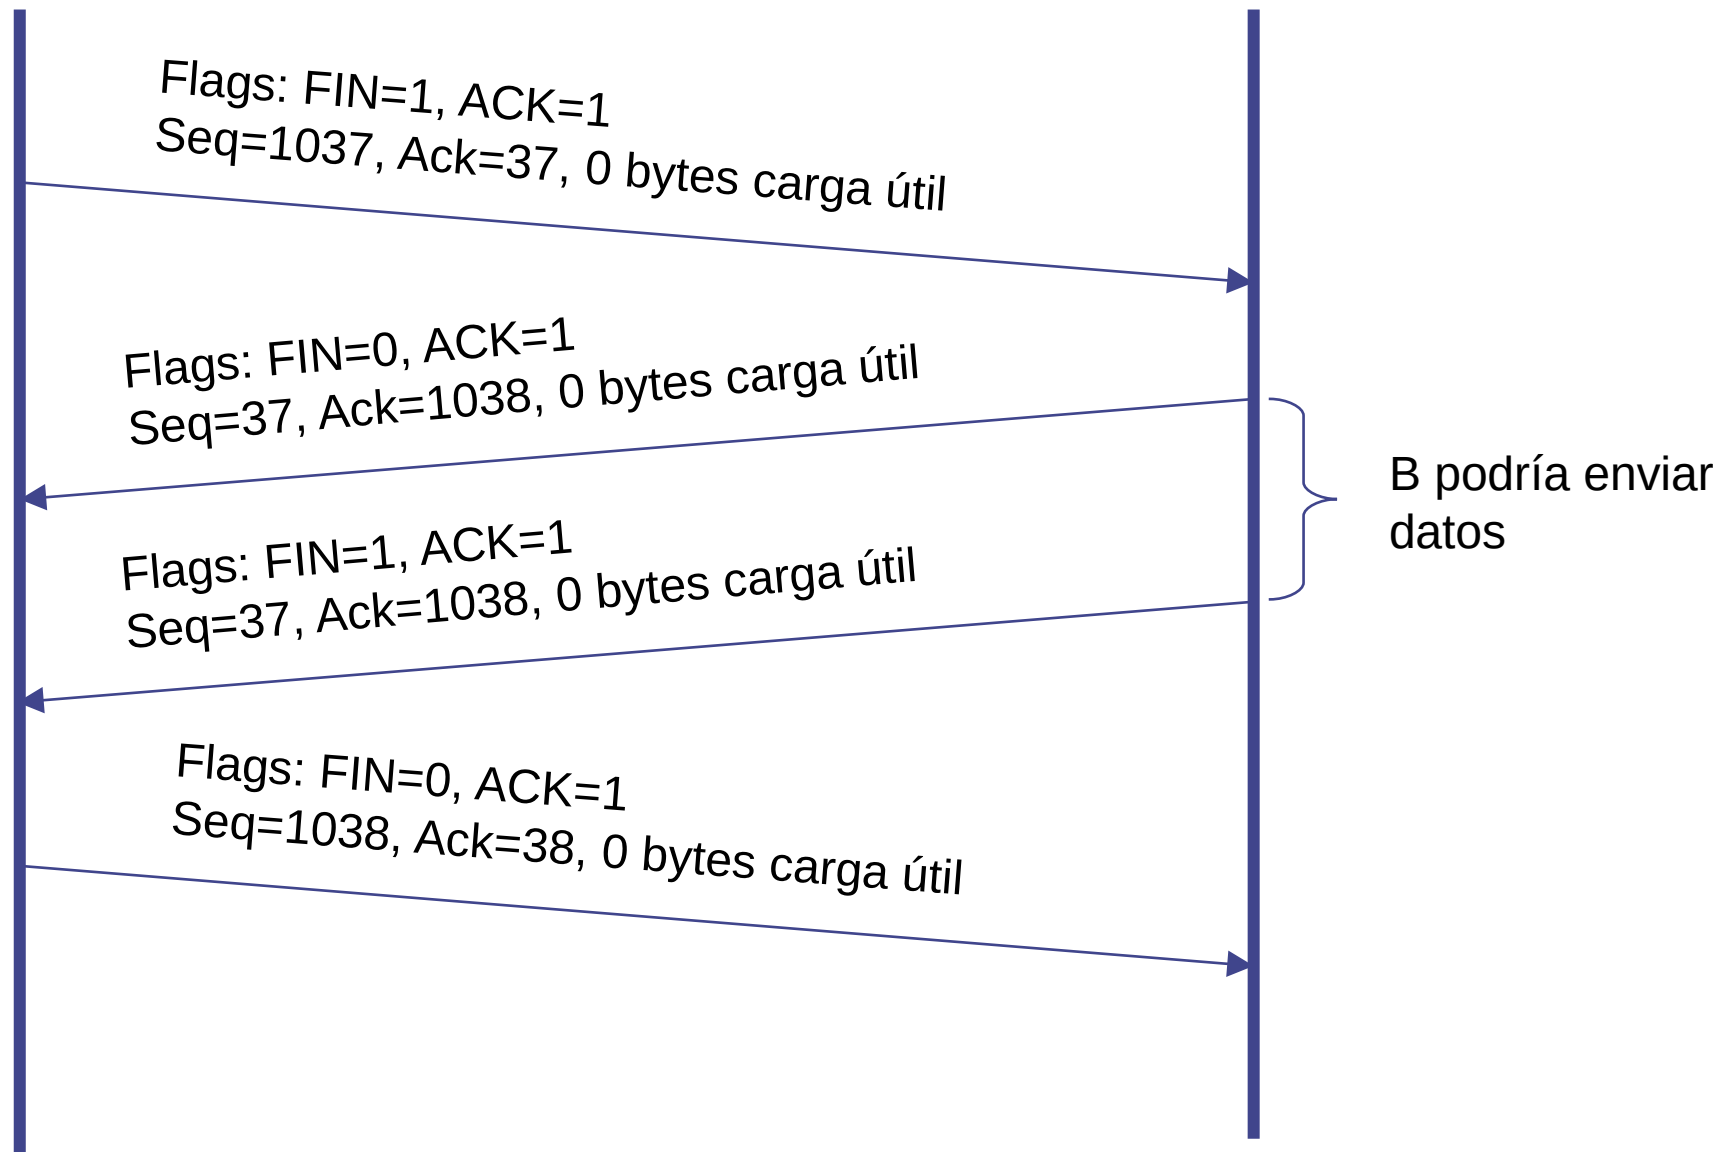 Flags: FIN=1, ACK=1
Seq=1037, Ack=37, 0 bytes carga útil
Flags: FIN=0, ACK=1
Seq=37, Ack=1038, 0 bytes carga útil
B podría enviar
datos
Flags: FIN=1, ACK=1
Seq=37, Ack=1038, 0 bytes carga útil
Flags: FIN=0, ACK=1
Seq=1038, Ack=38, 0 bytes carga útil